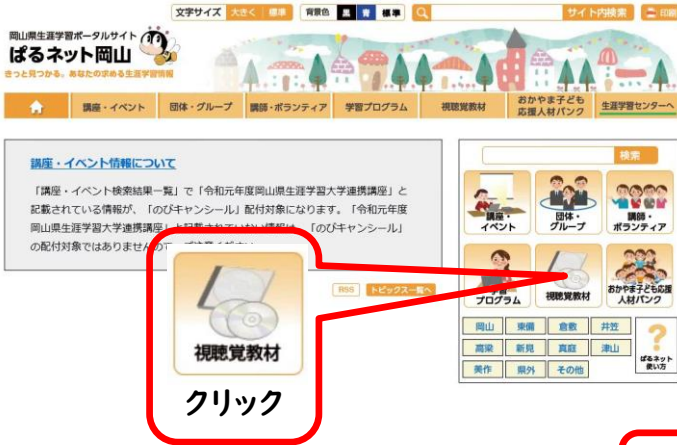 文字サイズ 大きく 標準 背景色 黒 青 標準 サイト内検索 印刷
岡山県生涯学習ポータルサイト
ぱるネット岡山
きっと見つかる。あなたの求める生涯学習情報
講座・イベント 団体・グループ 講師・ボランティア 学習プログラム 視聴覚教材 おかやま子ども応援人材バンク 生涯学習センターへ
講座・イベント情報について
「講座・イベント検索結果一覧」で「令和元年度岡山県生涯学習大学連携講座」と
記載されている情報が、「のびキャンシール」配付対象になります。「令和元年度
岡山県生涯学習大学連携講座」と記載されていない情報は、「のびキャンシール」
の配付対象ではありませんので
RSS トピックス一覧へ
検索
講座・イベント
団体・グループ
講師・ボランティア
プログラム
視聴覚教材
おかやま子ども応援人材バンク
岡山 東備 倉敷 井笠
高梁 新見 真庭 津山
美作 県外 その他
ぱるネット
使い方
視聴覚教材
クリック